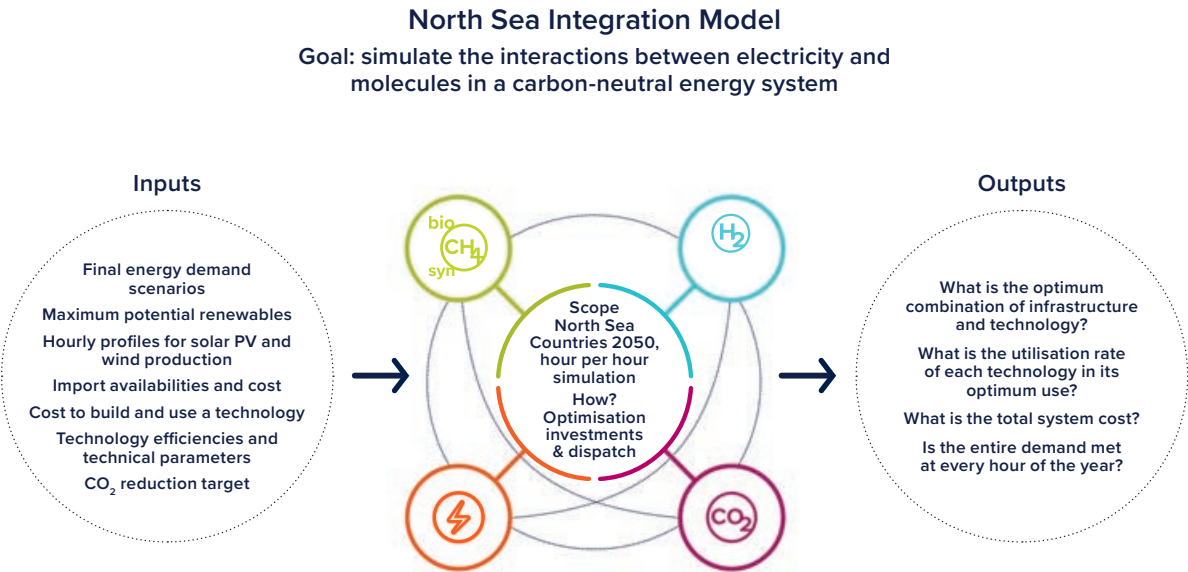 North Sea Integration Model
Goal: simulate the interactions between electricity and
molecules in a carbon-neutral energy system
Inputs
Final energy demand
scenarios
Maximum potential renewables
Hourly profiles for solar PV and
wind production
Import availabilities and cost
Cost to build and use a technology
Technology efficiencies and
technical parameters
CO₂ reduction target
bio
CH4
syn
H2
Scope
North Sea
Countries 2050,
hour per hour
simulation
How?
Optimisation
investments
& dispatch
CO2
Outputs
What is the optimum
combination of infrastructure
and technology?
What is the utilisation rate
of each technology in its
optimum use?
What is the total system cost?
Is the entire demand met
at every hour of the year?